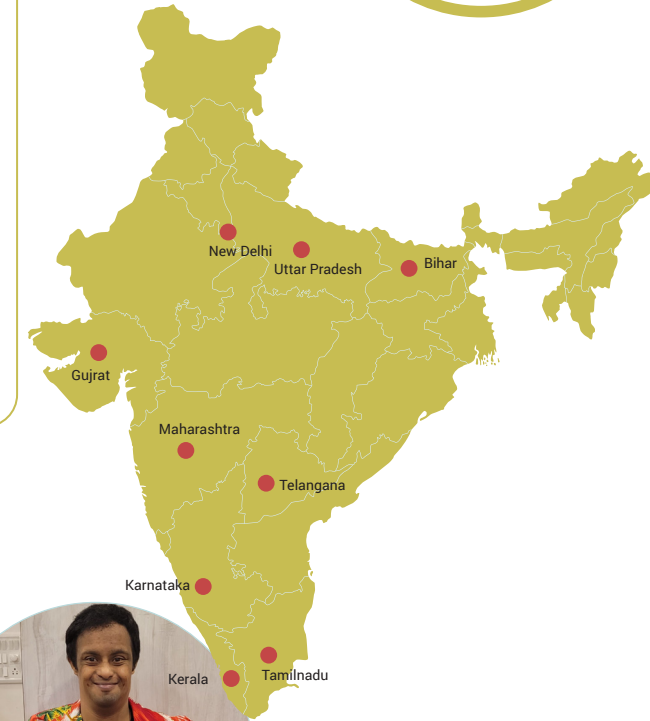 New Delhi
Uttar Pradesh
Bihar
Gujrat
Maharashtra
Telangana
Karnataka
Kerala
Tamilnadu